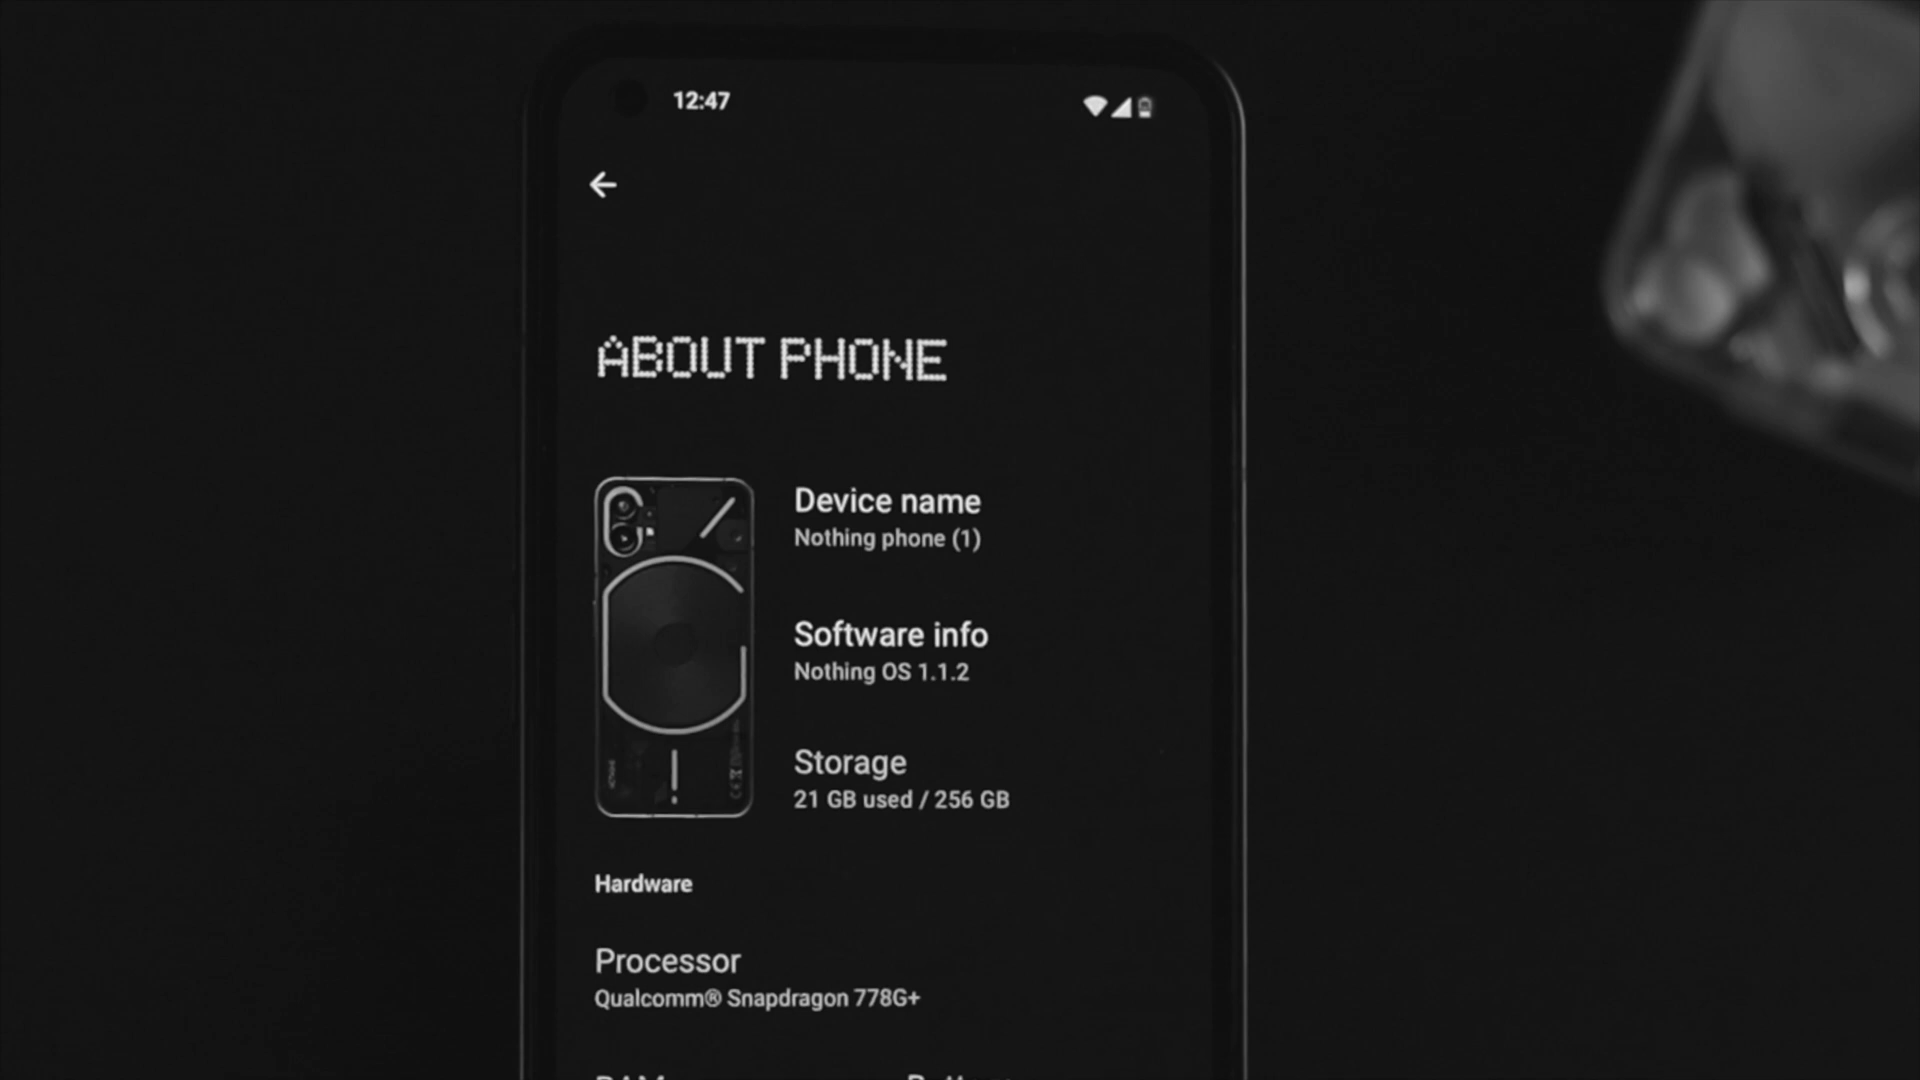 12:47
ABOUT PHONE
Device name
Nothing phone (1)
Software info
Nothing OS 1.1.2
Storage
21 GB used / 256 GB
Hardware
Processor
Qualcomm® Snapdragon 778G+